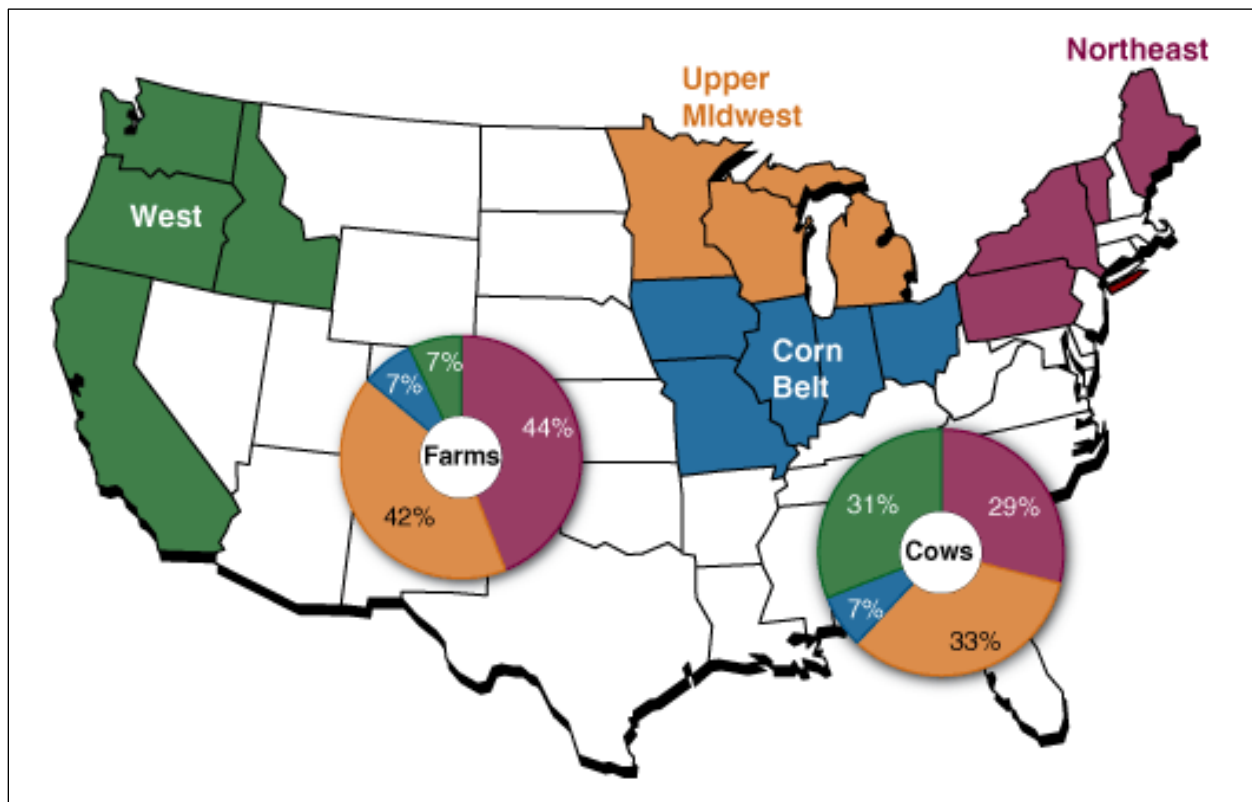 Northeast
Upper
MIdwest
West
Corn
Belt
7%
7%
44%
Farms
42%
31%
29%
Cows
7%
33%